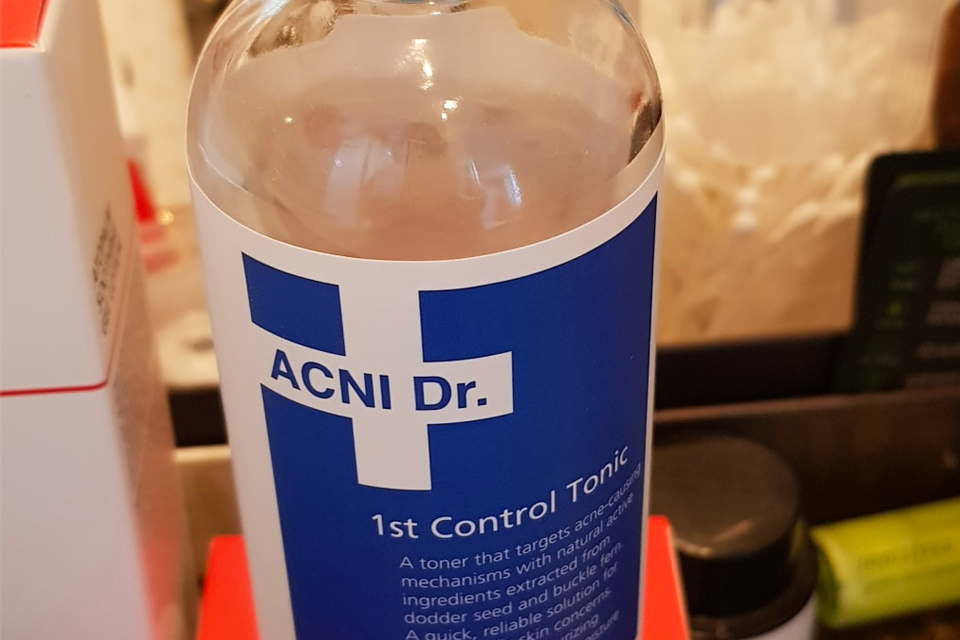 ACNI Dr.
1st Control Tonic
A toner that targets acne-causing
mechanisms with natural active
ingredients extracted from
dodder seed and buckle fern.
A quick, reliable solution for
skin concerns.